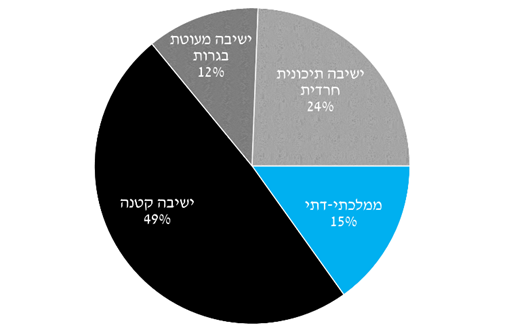 ישיבה מעוטת
בגרות
12%
ישיבה תיכונית
חרדית
24%
ממלכתי-דתי
15%
ישיבה קטנה
49%